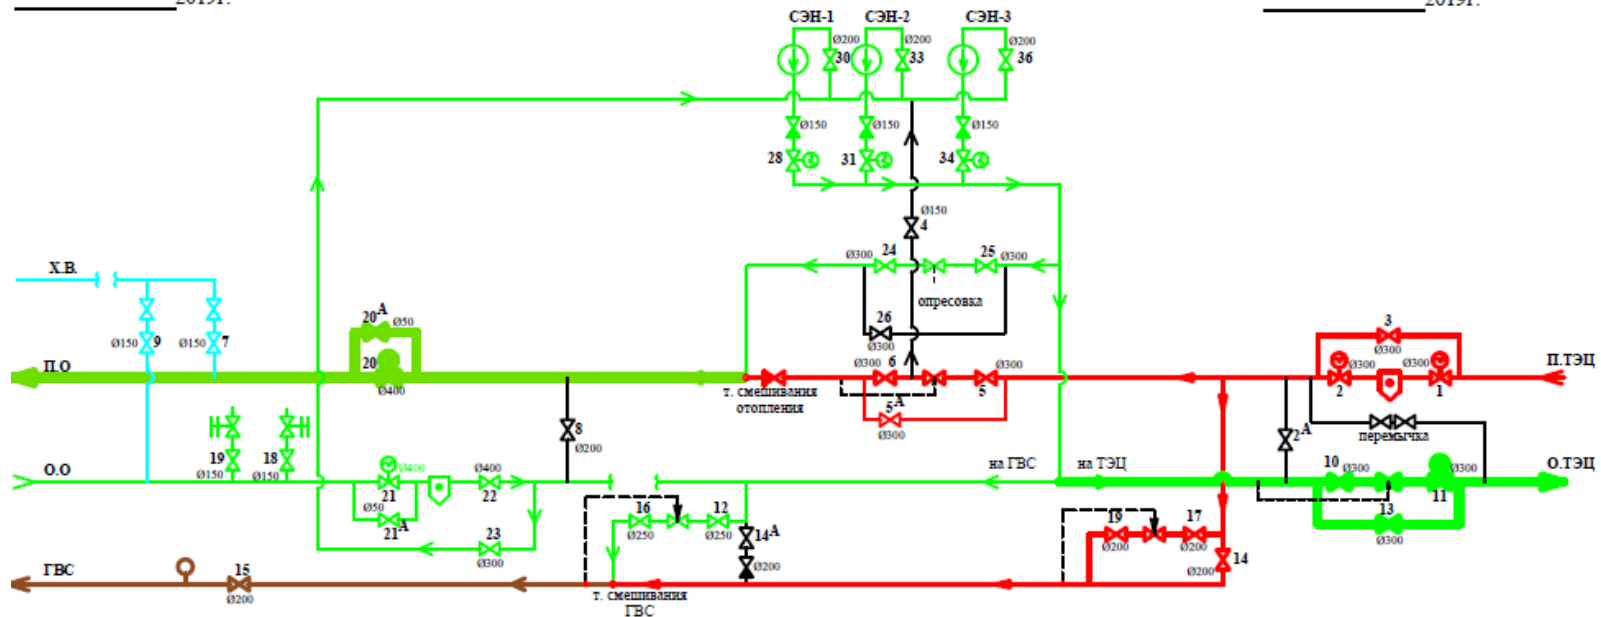 2019г.
2019г.
СЭН-1
СЭН-2
СЭН-3
Ø200
30
Ø200
33
Ø200
36
Ø150
Ø150
Ø150
28
31
34
Ø150
4
Х.В.
Ø300
24
25
Ø300
опресовка
20А
Ø50
26
Ø300
3
Ø300
Ø150
9
Ø150
7
П.О
20
Ø400
Ø300
6
Ø300
5
Ø300
2
Ø300
1
П.ТЭЦ
т. смешивания
отопления
5А
Ø300
8
Ø200
2А
перемычка
19
Ø150
18
Ø150
О.О
Ø400
21
Ø400
22
на ГВС
на ТЭЦ
10
Ø300
Ø300
11
О.ТЭЦ
Ø50
21А
16
Ø250
12
Ø250
14А
Ø200
19
Ø200
17
Ø200
13
Ø300
23
Ø300
14
Ø200
ГВС
15
Ø200
т. смешивания
ГВС